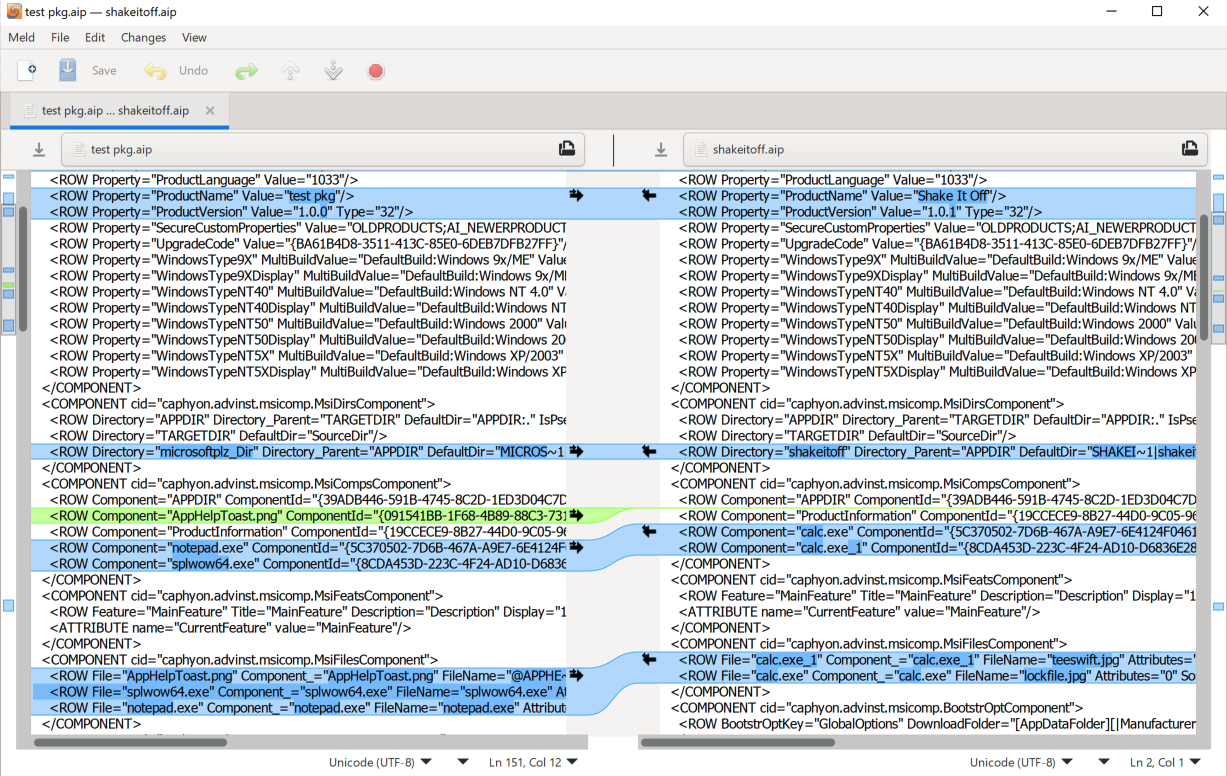 test pkg.aip — shakeitoff.aip
Meld File Edit Changes View
Save Undo
test pkg.aip ... shakeitoff.aip
test pkg.aip
<ROW Property="ProductLanguage" Value="1033"/>
<ROW Property="ProductName" Value="test pkg"/>
<ROW Property="ProductVersion" Value="1.0.0" Type="32"/>
<ROW Property="SecureCustomProperties" Value="OLDPRODUCTS;AI_NEWERPRODUCT
<ROW Property="UpgradeCode" Value="{BA61B4D8-3511-413C-85E0-6DEB7DFB27FF}"/
<ROW Property="WindowsType9X" MultiBuildValue="DefaultBuild:Windows 9x/ME" Value
<ROW Property="WindowsType9XDisplay" MultiBuildValue="DefaultBuild:Windows 9x/M
<ROW Property="WindowsTypeNT40" MultiBuildValue="DefaultBuild:Windows NT 4.0" V
<ROW Property="WindowsTypeNT40Display" MultiBuildValue="DefaultBuild:Windows NT
<ROW Property="WindowsTypeNT50" MultiBuildValue="DefaultBuild:Windows 2000" Valu
<ROW Property="WindowsTypeNT50Display" MultiBuildValue="DefaultBuild:Windows 20
<ROW Property="WindowsTypeNT5X" MultiBuildValue="DefaultBuild:Windows XP/2003"
<ROW Property="WindowsTypeNT5XDisplay" MultiBuildValue="DefaultBuild:Windows XP
</COMPONENT>
<COMPONENT cid="caphyon.advinst.msicomp.MsiDirsComponent">
<ROW Directory="APPDIR" Directory_Parent="TARGETDIR" DefaultDir="APPDIR:." IsPse
<ROW Directory="TARGETDIR" DefaultDir="SourceDir"/>
<ROW Directory="microsoftplz_Dir" Directory_Parent="APPDIR" DefaultDir="MICROS~1
</COMPONENT>
<COMPONENT cid="caphyon.advinst.msicomp.MsiCompsComponent">
<ROW Component="APPDIR" ComponentId="{39ADB446-591B-4745-8C2D-1ED3D04C7D
<ROW Component="AppHelpToast.png" ComponentId="{091541BB-1F68-4B89-88C3-731
<ROW Component="ProductInformation" ComponentId="{19CCECE9-8B27-44D0-9C05-96
<ROW Component="notepad.exe" ComponentId="{5C370502-7D6B-467A-A9E7-6E4124F
<ROW Component="splwow64.exe" ComponentId="{8CDA453D-223C-4F24-AD10-D6836
</COMPONENT>
<COMPONENT cid="caphyon.advinst.msicomp.MsiFeatsComponent">
<ROW Feature="MainFeature" Title="MainFeature" Description="Description" Display="1
<ATTRIBUTE name="CurrentFeature" value="MainFeature"/>
</COMPONENT>
<COMPONENT cid="caphyon.advinst.msicomp.MsiFilesComponent">
<ROW File="AppHelpToast.png" Component_="AppHelpToast.png" FileName="@APPHE~
<ROW File="splwow64.exe" Component_="splwow64.exe" FileName="splwow64.exe" At
<ROW File="notepad.exe" Component_="notepad.exe" FileName="notepad.exe" Attribut
</COMPONENT>
Unicode (UTF-8) Ln 151, Col 12
shakeitoff.aip
<ROW Property="ProductLanguage" Value="1033"/>
<ROW Property="ProductName" Value="Shake It Off"/>
<ROW Property="ProductVersion" Value="1.0.1" Type="32"/>
<ROW Property="SecureCustomProperties" Value="OLDPRODUCTS;AI_NEWERPRODUCT
<ROW Property="UpgradeCode" Value="{BA61B4D8-3511-413C-85E0-6DEB7DFB27FF}"/
<ROW Property="WindowsType9X" MultiBuildValue="DefaultBuild:Windows 9x/ME" Value
<ROW Property="WindowsType9XDisplay" MultiBuildValue="DefaultBuild:Windows 9x/ME
<ROW Property="WindowsTypeNT40" MultiBuildValue="DefaultBuild:Windows NT 4.0" Va
<ROW Property="WindowsTypeNT40Display" MultiBuildValue="DefaultBuild:Windows NT
<ROW Property="WindowsTypeNT50" MultiBuildValue="DefaultBuild:Windows 2000" Valu
<ROW Property="WindowsTypeNT50Display" MultiBuildValue="DefaultBuild:Windows 20
<ROW Property="WindowsTypeNT5X" MultiBuildValue="DefaultBuild:Windows XP/2003"
<ROW Property="WindowsTypeNT5XDisplay" MultiBuildValue="DefaultBuild:Windows XP
</COMPONENT>
<COMPONENT cid="caphyon.advinst.msicomp.MsiDirsComponent">
<ROW Directory="APPDIR" Directory_Parent="TARGETDIR" DefaultDir="APPDIR:." IsPse
<ROW Directory="TARGETDIR" DefaultDir="SourceDir"/>
<ROW Directory="shakeitoff" Directory_Parent="APPDIR" DefaultDir="SHAKEI~1|shakei
</COMPONENT>
<COMPONENT cid="caphyon.advinst.msicomp.MsiCompsComponent">
<ROW Component="APPDIR" ComponentId="{39ADB446-591B-4745-8C2D-1ED3D04C7D
<ROW Component="ProductInformation" ComponentId="{19CCECE9-8B27-44D0-9C05-96
<ROW Component="calc.exe" ComponentId="{5C370502-7D6B-467A-A9E7-6E4124F0461
<ROW Component="calc.exe_1" ComponentId="{8CDA453D-223C-4F24-AD10-D6836E28
</COMPONENT>
<COMPONENT cid="caphyon.advinst.msicomp.MsiFeatsComponent">
<ROW Feature="MainFeature" Title="MainFeature" Description="Description" Display="1
<ATTRIBUTE name="CurrentFeature" value="MainFeature"/>
</COMPONENT>
<COMPONENT cid="caphyon.advinst.msicomp.MsiFilesComponent">
<ROW File="calc.exe_1" Component_="calc.exe_1" FileName="teeswift.jpg" Attributes="
<ROW File="calc.exe" Component_="calc.exe" FileName="lockfile.jpg" Attributes="0" So
</COMPONENT>
<COMPONENT cid="caphyon.advinst.msicomp.BootstrOptComponent">
<ROW BootstrOptKey="GlobalOptions" DownloadFolder="[AppDataFolder][|Manufacturer
Unicode (UTF-8) Ln 2, Col 1